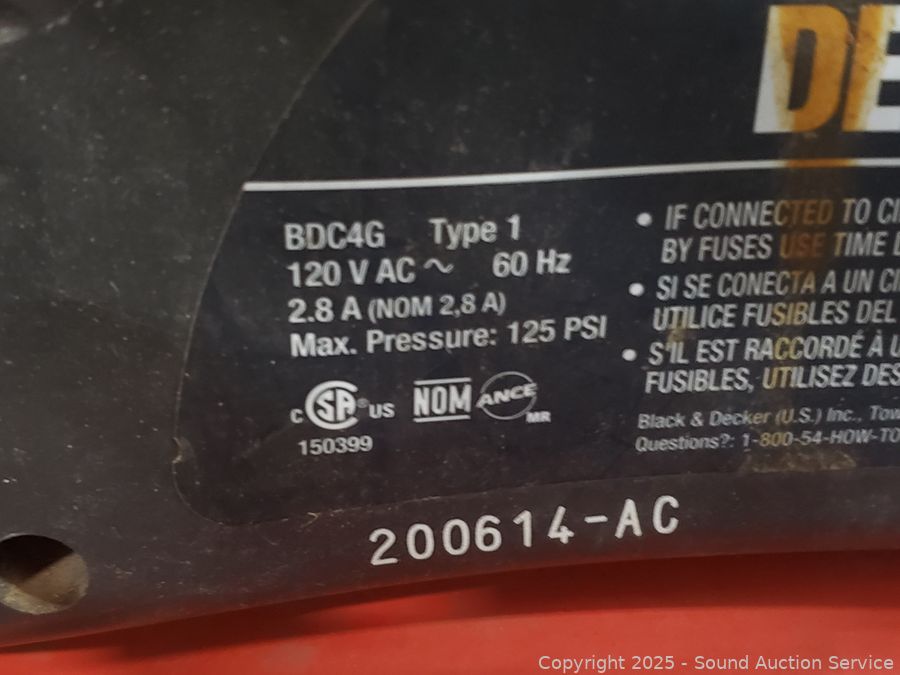 DE
BDC4G Type 1
120 V AC ~ 60 Hz
2.8 A (NOM 2,8 A)
Max. Pressure: 125 PSI
C SA ® US NOM ANCE MR
150399
• IF CONNECTED TO CI
BY FUSES USE TIME D
• SI SE CONECTA A UN CI
UTILICE FUSIBLES DEL
• S'IL EST RACCORDÉ À U
FUSIBLES, UTILISEZ DES
Black & Decker (U.S.) Inc., Tow
Questions?: 1-800-54-HOW-TO
200614-AC
Copyright © 2025 - Sound Auction Service